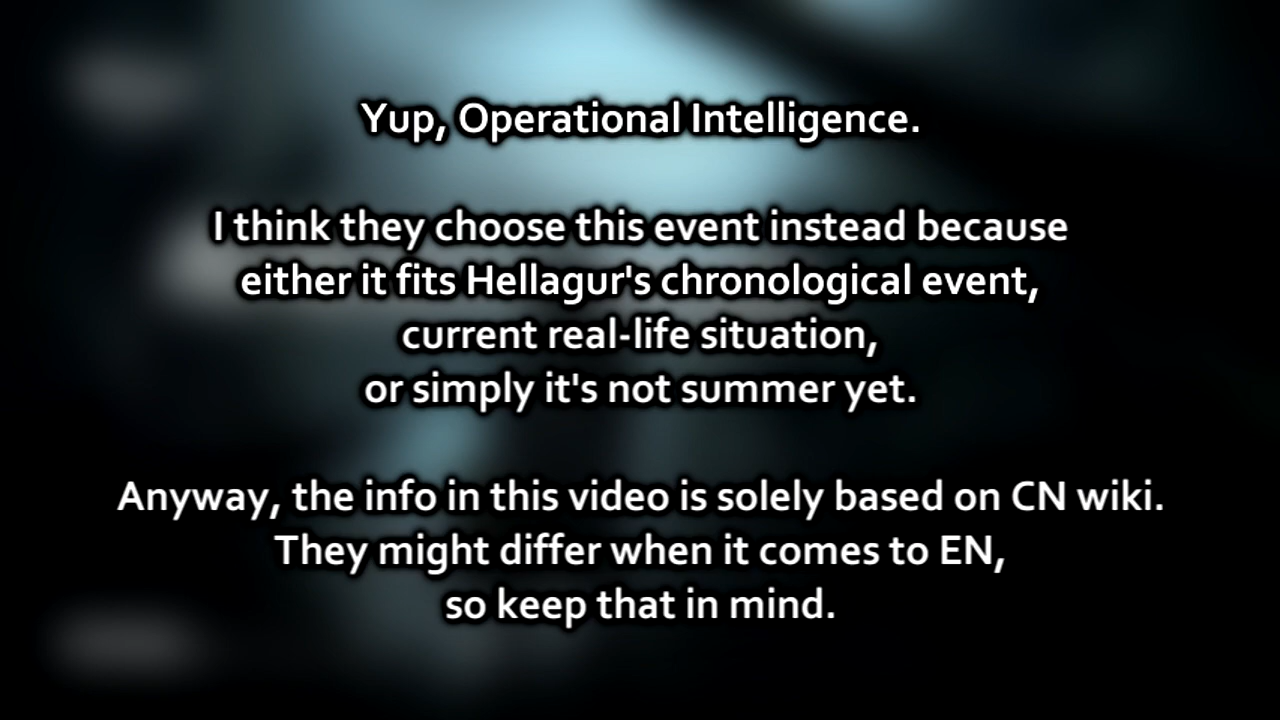 Yup, Operational Intelligence.
I think they choose this event instead because
either it fits Hellagur's chronological event,
current real-life situation,
or simply it's not summer yet.
Anyway, the info in this video is solely based on CN wiki.
They might differ when it comes to EN,
so keep that in mind.